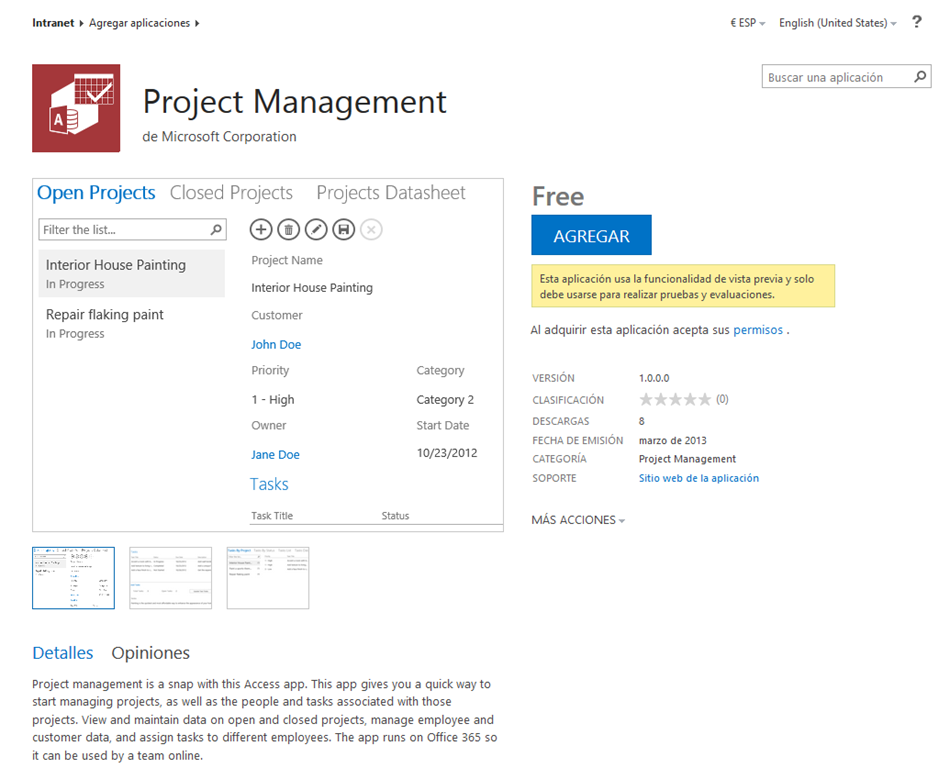 Intranet ▸ Agregar aplicaciones ▸
€ ESP English (United States) ?
Buscar una aplicación
A
Project Management
de Microsoft Corporation
Open Projects Closed Projects Projects Datasheet
Filter the list...
Interior House Painting
In Progress
Repair flaking paint
In Progress
Project Name
Interior House Painting
Customer
John Doe
Priority Category
1 - High Category 2
Owner Start Date
Jane Doe 10/23/2012
Tasks
Task Title Status
Free
AGREGAR
Esta aplicación usa la funcionalidad de vista previa y solo
debe usarse para realizar pruebas y evaluaciones.
Al adquirir esta aplicación acepta sus permisos .
VERSIÓN 1.0.0.0
CLASIFICACIÓN (0)
DESCARGAS 8
FECHA DE EMISIÓN marzo de 2013
CATEGORÍA Project Management
SOPORTE Sitio web de la aplicación
MÁS ACCIONES
Detalles Opiniones
Project management is a snap with this Access app. This app gives you a quick way to
start managing projects, as well as the people and tasks associated with those
projects. View and maintain data on open and closed projects, manage employee and
customer data, and assign tasks to different employees. The app runs on Office 365 so
it can be used by a team online.